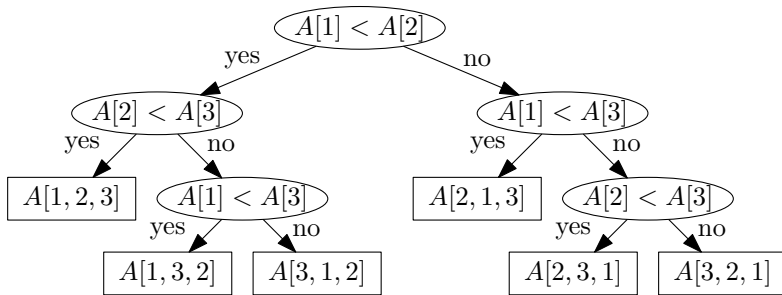 A[1] < A[2]
yes
no
A[2] < A[3]
A[1] < A[3]
yes
no
yes
no
A[1, 2, 3]
A[1] < A[3]
A[2, 1, 3]
A[2] < A[3]
yes
no
yes
no
A[1, 3, 2]
A[3, 1, 2]
A[2, 3, 1]
A[3, 2, 1]